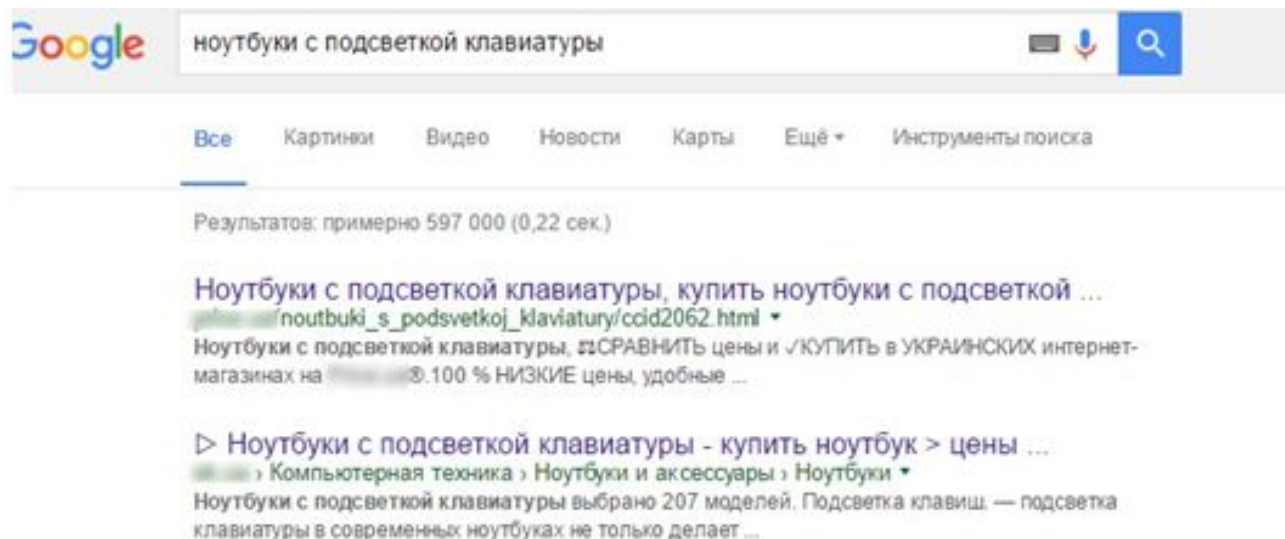 Google ноутбуки с подсветкой клавиатуры
Все Картинки Видео Новости Карты Ещё Инструменты поиска
Результатов: примерно 597 000 (0,22 сек.)
Ноутбуки с подсветкой клавиатуры, купить ноутбуки с подсветкой ...
/noutbuki_s_podsvetkoj_klaviatury/ccid2062.html
Ноутбуки с подсветкой клавиатуры, СРАВНИТЬ цены и ✓КУПИТЬ в УКРАИНСКИХ интернет-
магазинах на ®.100 % НИЗКИЕ цены, удобные ...
▷ Ноутбуки с подсветкой клавиатуры - купить ноутбук > цены ...
› Компьютерная техника › Ноутбуки и аксессуары › Ноутбуки
Ноутбуки с подсветкой клавиатуры выбрано 207 моделей. Подсветка клавиш. — подсветка
клавиатуры в современных ноутбуках не только делает ...